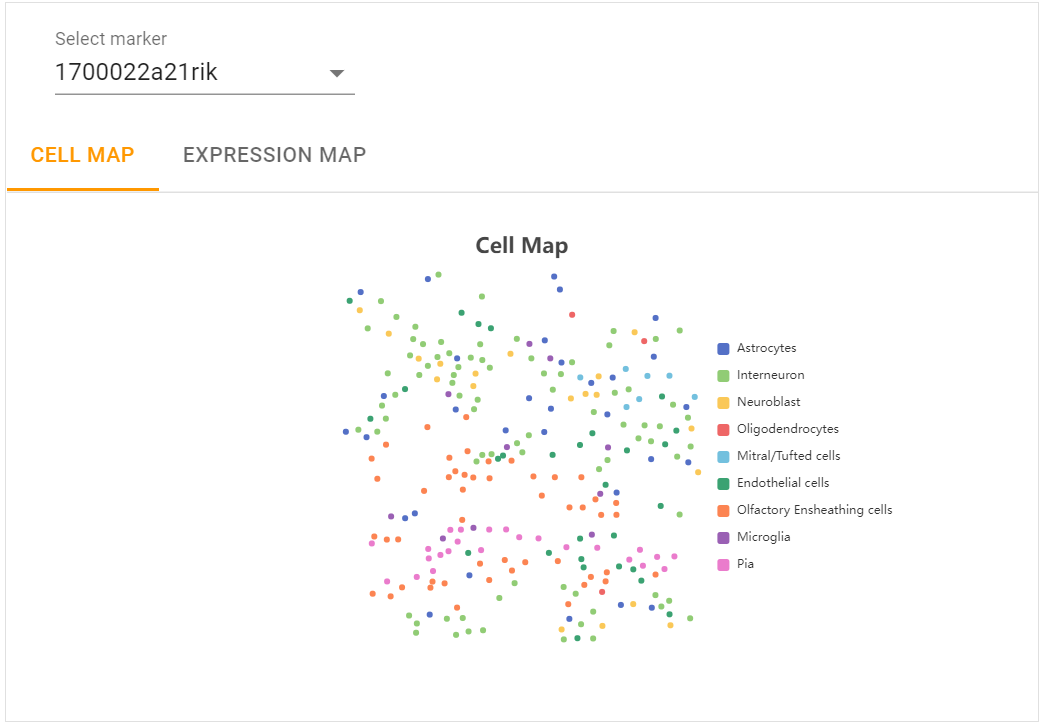 Select marker
1700022a21rik
CELL MAP
EXPRESSION MAP
Cell Map
Astrocytes
Interneuron
Neuroblast
Oligodendrocytes
Mitral/Tufted cells
Endothelial cells
Olfactory Ensheathing cells
Microglia
Pia